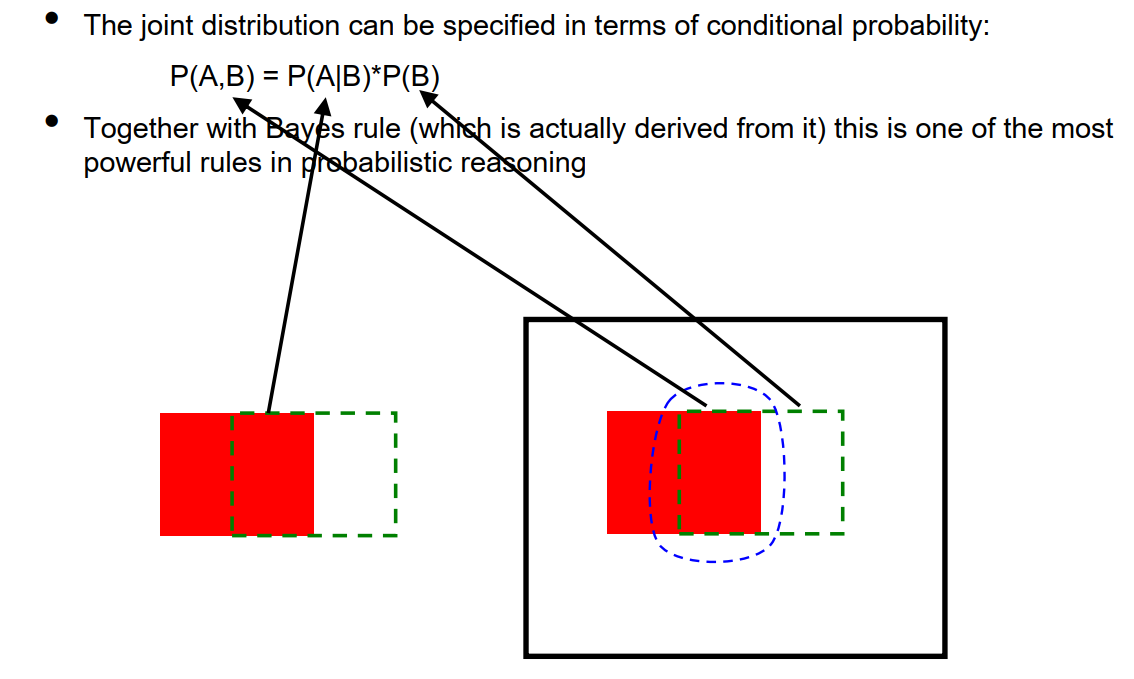 • The joint distribution can be specified in terms of conditional probability:
P(A,B) = P(A|B)*P(B)
• Together with Bayes rule (which is actually derived from it) this is one of the most
powerful rules in probabilistic reasoning